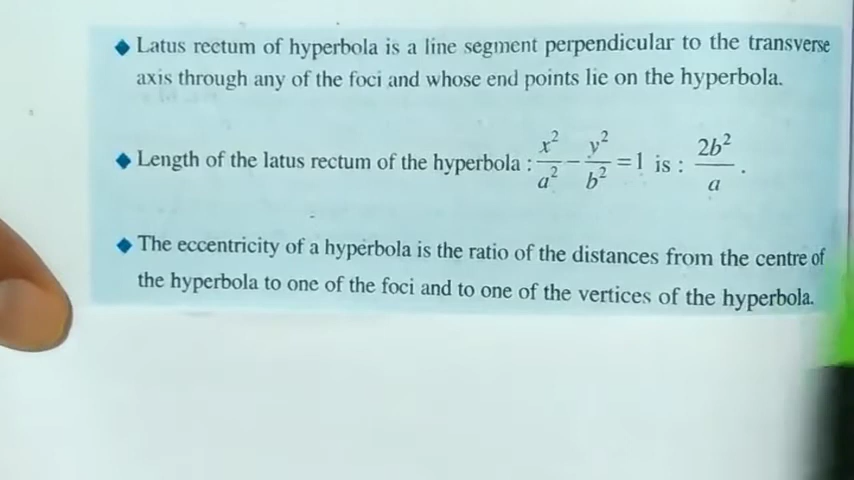 ◆ Latus rectum of hyperbola is a line segment perpendicular to the transverse
axis through any of the foci and whose end points lie on the hyperbola.
◆ Length of the latus rectum of the hyperbola : x²/a² − y²/b² = 1 is : 2b²/a .
◆ The eccentricity of a hyperbola is the ratio of the distances from the centre of
the hyperbola to one of the foci and to one of the vertices of the hyperbola.